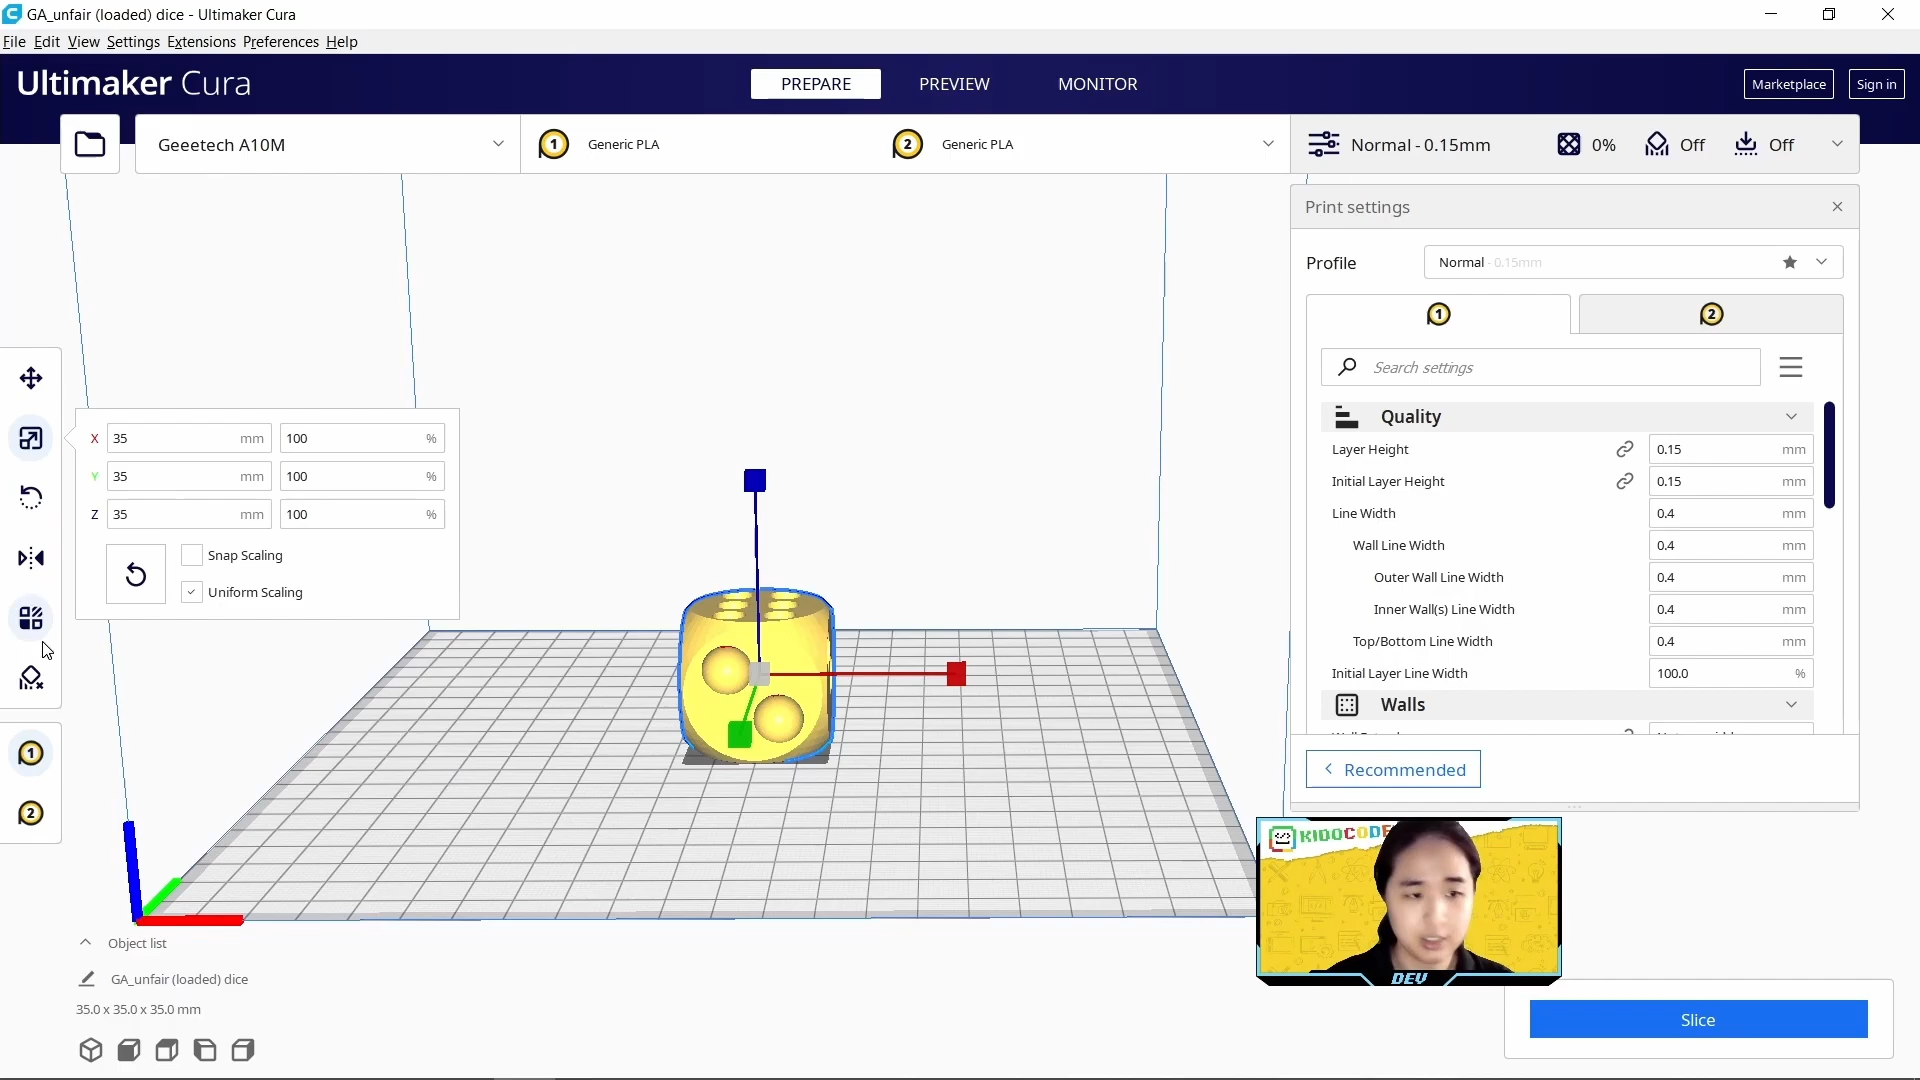 GA_unfair (loaded) dice - Ultimaker Cura
File Edit View Settings Extensions Preferences Help
Ultimaker Cura
PREPARE
PREVIEW
MONITOR
Marketplace
Sign in
Geeetech A10M
1
Generic PLA
2
Generic PLA
Normal - 0.15mm
0%
Off
Off
Print settings
Profile
Normal - 0.15mm
1
2
Search settings
Quality
Layer Height
0.15 mm
Initial Layer Height
0.15 mm
Line Width
0.4 mm
Wall Line Width
0.4 mm
Outer Wall Line Width
0.4 mm
Inner Wall(s) Line Width
0.4 mm
Top/Bottom Line Width
0.4 mm
Initial Layer Line Width
100.0 %
Walls
Recommended
X 35 mm 100 %
Y 35 mm 100 %
Z 35 mm 100 %
Snap Scaling
Uniform Scaling
1
2
KIDOCODE
DEV
Object list
GA_unfair (loaded) dice
35.0 x 35.0 x 35.0 mm
Slice